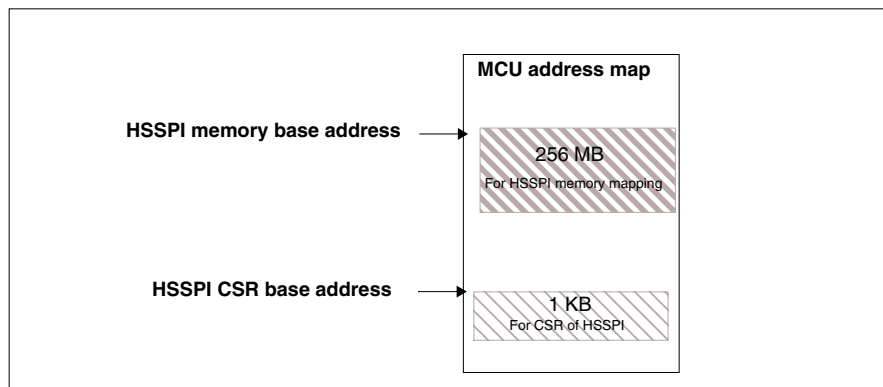 MCU address map
HSSPI memory base address
256 MB
For HSSPI memory mapping
HSSPI CSR base address
1 KB
For CSR of HSSPI